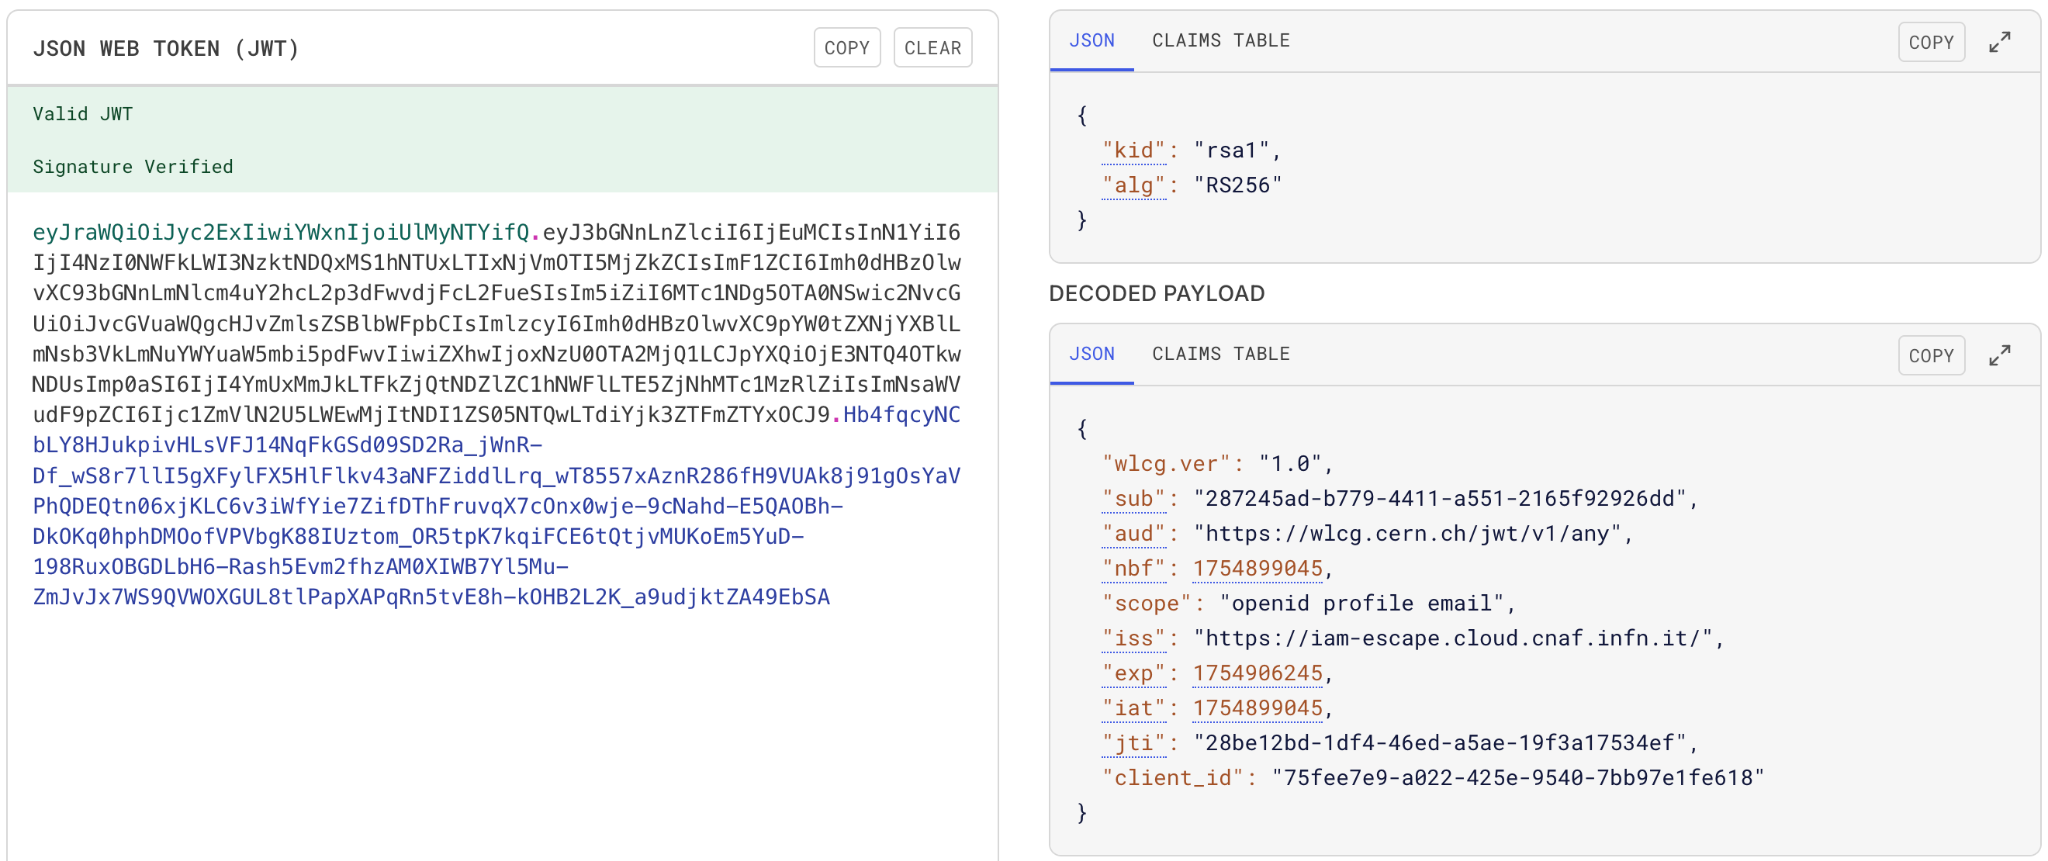 JSON WEB TOKEN (JWT)
COPY
CLEAR
Valid JWT
Signature Verified
eyJraWQiOiJyc2ExIiwiYWxnIjoiUlMyNTYifQ.eyJ3bGNnLnZlciI6IjEuMCIsInN1YiI6
IjI4NzI0NWFkLWI3NzktNDQxMS1hNTUxLTIxNjVmOTI5MjZkZCIsImF1ZCI6Imh0dHBzOlw
vXC93bGNnLmNlcm4uY2hcL2p3dFwvdjFcL2FueSIsIm5iZiI6MTc1NDg5OTA0NSwic2NvcG
UiOiJvcGVuaWQgcHJvZmlsZSBlbWFpbCIsImlzcyI6Imh0dHBzOlwvXC9pYW0tZXNjYXBlL
mNsb3VkLmNuYWYuaW5mbi5pdFwvIiwiZXhwIjoxNzU0OTA2MjQ1LCJpYXQiOjE3NTQ4OTkw
NDUsImp0aSI6IjI4YmUxMmJkLTFkZjQtNDZlZC1hNWFlLTE5ZjNhMTc1MzRlZiIsImNsaWV
udF9pZCI6Ijc1ZmVlN2U5LWEwMjItNDI1ZS05NTQwLTdiYjk3ZTFmZTYxOCJ9.Hb4fqcyNC
bLY8HJukpivHLsVFJ14NqFkGSd09SD2Ra_jWnR-
Df_wS8r7llI5gXFylFX5HlFlkv43aNFZiddlLrq_wT8557xAznR286fH9VUAk8j91gOsYaV
PhQDEQtn06xjKLC6v3iWfYie7ZifDThFruvqX7cOnx0wje-9cNahd-E5QAOBh-
DkOKq0hphDMOofVPVbgK88IUztom_OR5tpK7kqiFCE6tQtjvMUKoEm5YuD-
198RuxOBGDLbH6-Rash5Evm2fhzAM0XIWB7Yl5Mu-
ZmJvJx7WS9QVWOXGUL8tlPapXAPqRn5tvE8h-kOHB2L2K_a9udjktZA49EbSA
JSON
CLAIMS TABLE
COPY
{
"kid": "rsa1",
"alg": "RS256"
}
DECODED PAYLOAD
JSON
CLAIMS TABLE
COPY
{
"wlcg.ver": "1.0",
"sub": "287245ad-b779-4411-a551-2165f92926dd",
"aud": "https://wlcg.cern.ch/jwt/v1/any",
"nbf": 1754899045,
"scope": "openid profile email",
"iss": "https://iam-escape.cloud.cnaf.infn.it/",
"exp": 1754906245,
"iat": 1754899045,
"jti": "28be12bd-1df4-46ed-a5ae-19f3a17534ef",
"client_id": "75fee7e9-a022-425e-9540-7bb97e1fe618"
}